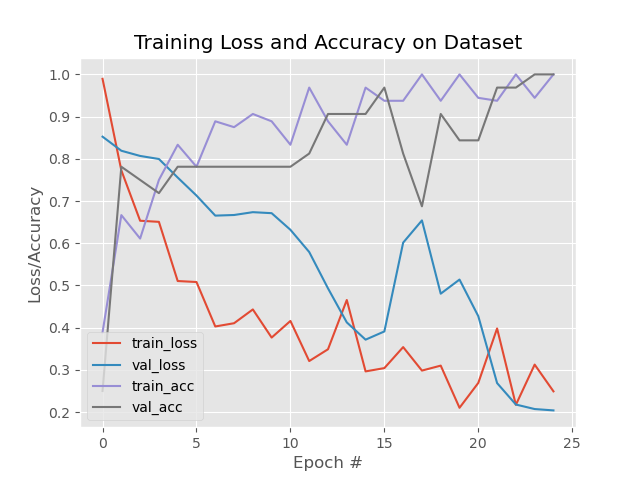 Training Loss and Accuracy on Dataset
1.0
0.9
0.8
0.7
0.6
0.5
0.4
0.3
0.2
Loss/Accuracy
train_loss
val_loss
train_acc
val_acc
0 5 10 15 20 25
Epoch #